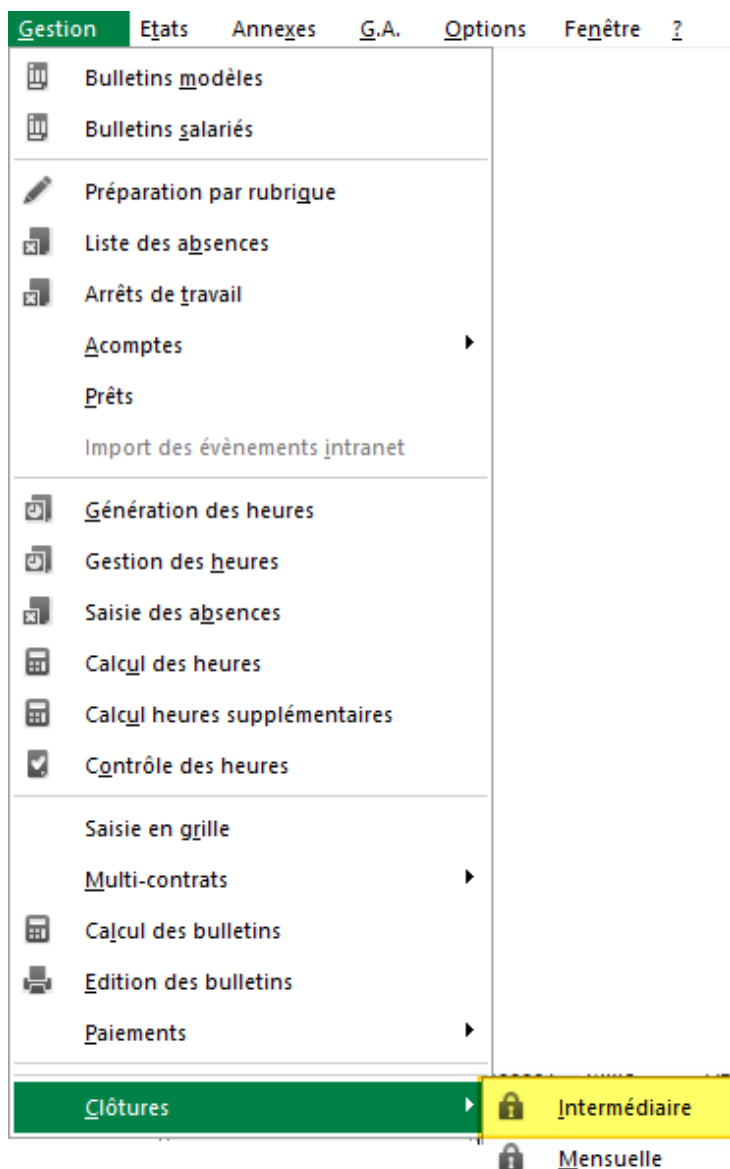 Gestion Etats Annexes G.A. Options Fenêtre ?
Bulletins modèles
Bulletins salariés
Préparation par rubrique
Liste des absences
Arrêts de travail
Acomptes
Prêts
Import des évènements intranet
Génération des heures
Gestion des heures
Saisie des absences
Calcul des heures
Calcul heures supplémentaires
Contrôle des heures
Saisie en grille
Multi-contrats
Calcul des bulletins
Edition des bulletins
Paiements
Clôtures Intermédiaire
Mensuelle